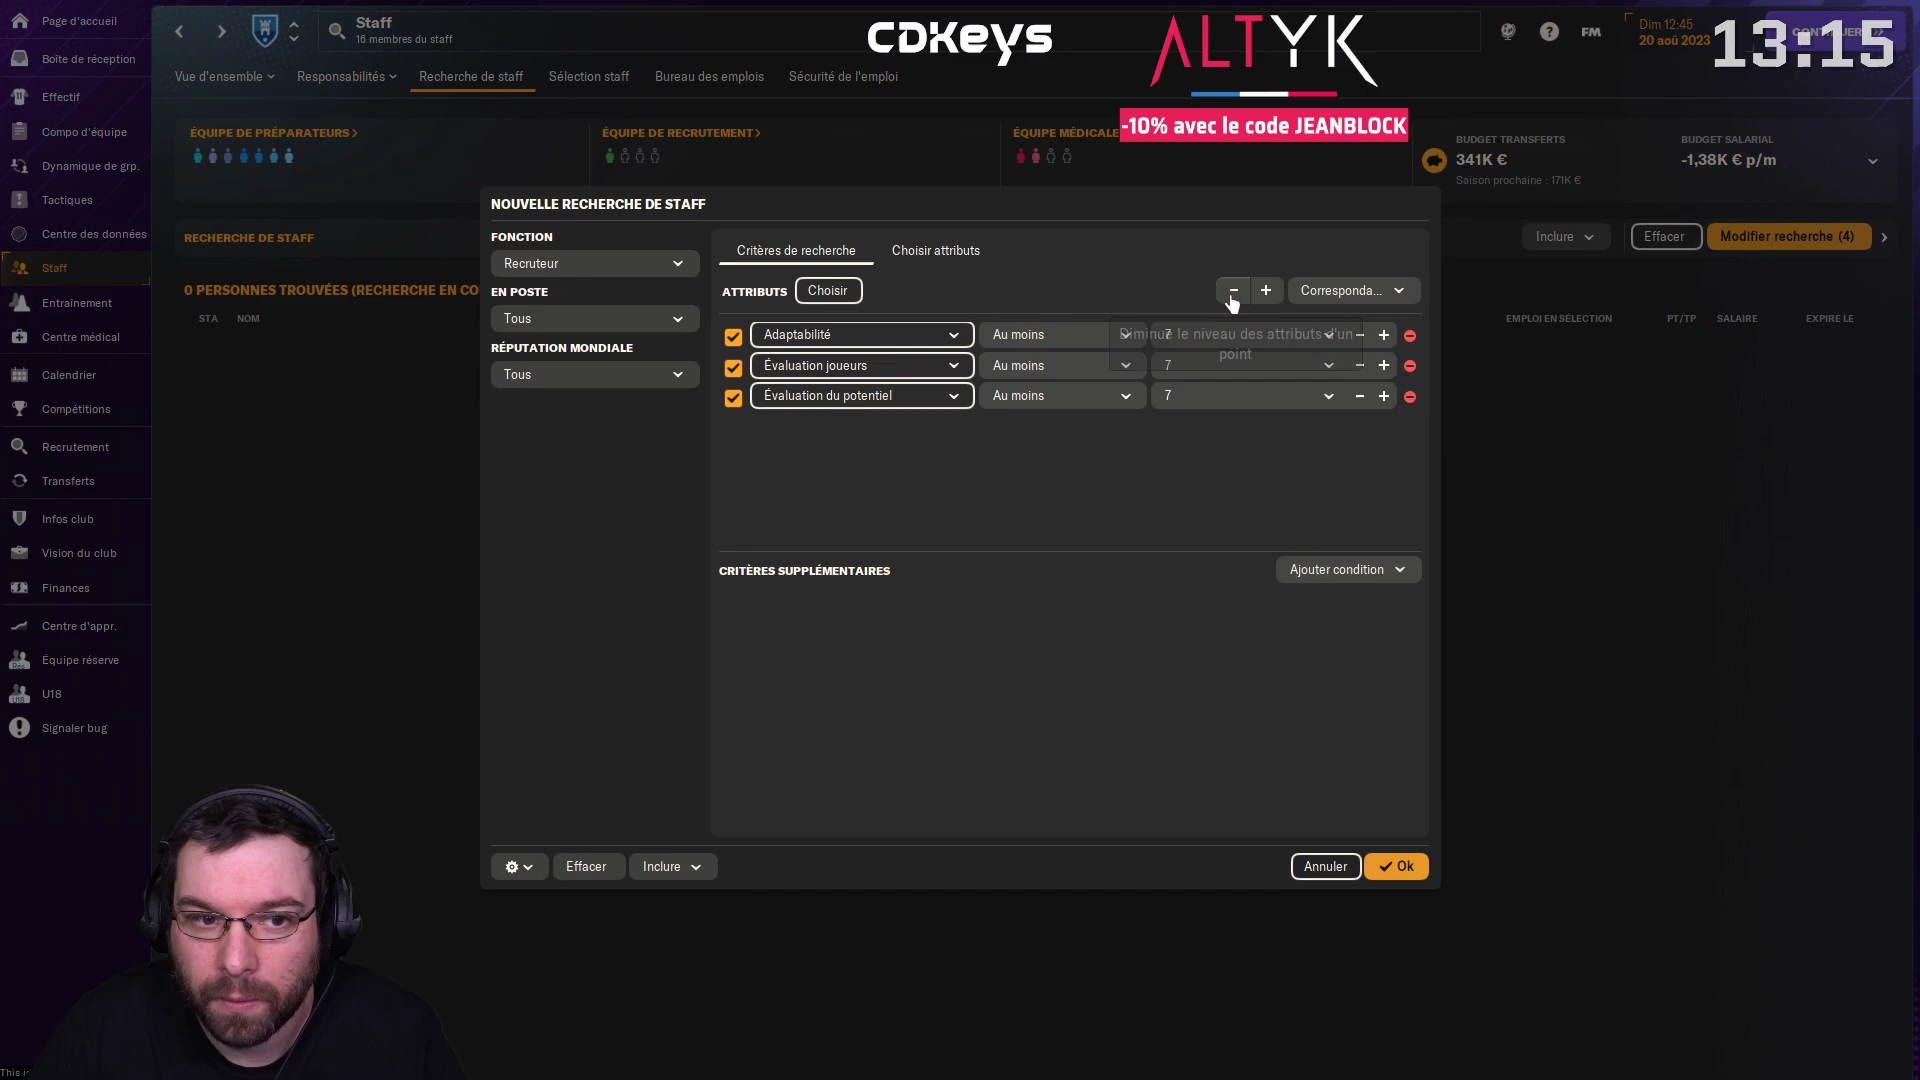 Page d'accueil
Boîte de réception
Effectif
Compo d'équipe
Dynamique de grp.
Tactiques
Centre des données
Staff
Entraînement
Centre médical
Calendrier
Compétitions
Recrutement
Transferts
Infos club
Vision du club
Finances
Centre d'appr.
Équipe réserve
U18
Signaler bug
Staff
16 membres du staff
CDKeys
ALTYK
-10% avec le code JEANBLOCK
FM
Dim 12:45
20 aoû 2023
13:15
Vue d'ensemble
Responsabilités
Recherche de staff
Sélection staff
Bureau des emplois
Sécurité de l'emploi
ÉQUIPE DE PRÉPARATEURS >
ÉQUIPE DE RECRUTEMENT >
ÉQUIPE MÉDICALE
BUDGET TRANSFERTS
341K €
Saison prochaine : 171K €
BUDGET SALARIAL
-1,38K € p/m
RECHERCHE DE STAFF
Inclure
Effacer
Modifier recherche (4)
0 PERSONNES TROUVÉES (RECHERCHE EN CO
STA
NOM
EMPLOI EN SÉLECTION
PT/TP
SALAIRE
EXPIRE LE
NOUVELLE RECHERCHE DE STAFF
FONCTION
Recruteur
EN POSTE
Tous
RÉPUTATION MONDIALE
Tous
Critères de recherche
Choisir attributs
ATTRIBUTS
Choisir
- +
Corresponda...
Adaptabilité Au moins 7 - +
Diminue le niveau des attributs d'un
point
Évaluation joueurs Au moins 7 - +
Évaluation du potentiel Au moins 7 - +
CRITÈRES SUPPLÉMENTAIRES
Ajouter condition
Effacer
Inclure
Annuler
Ok